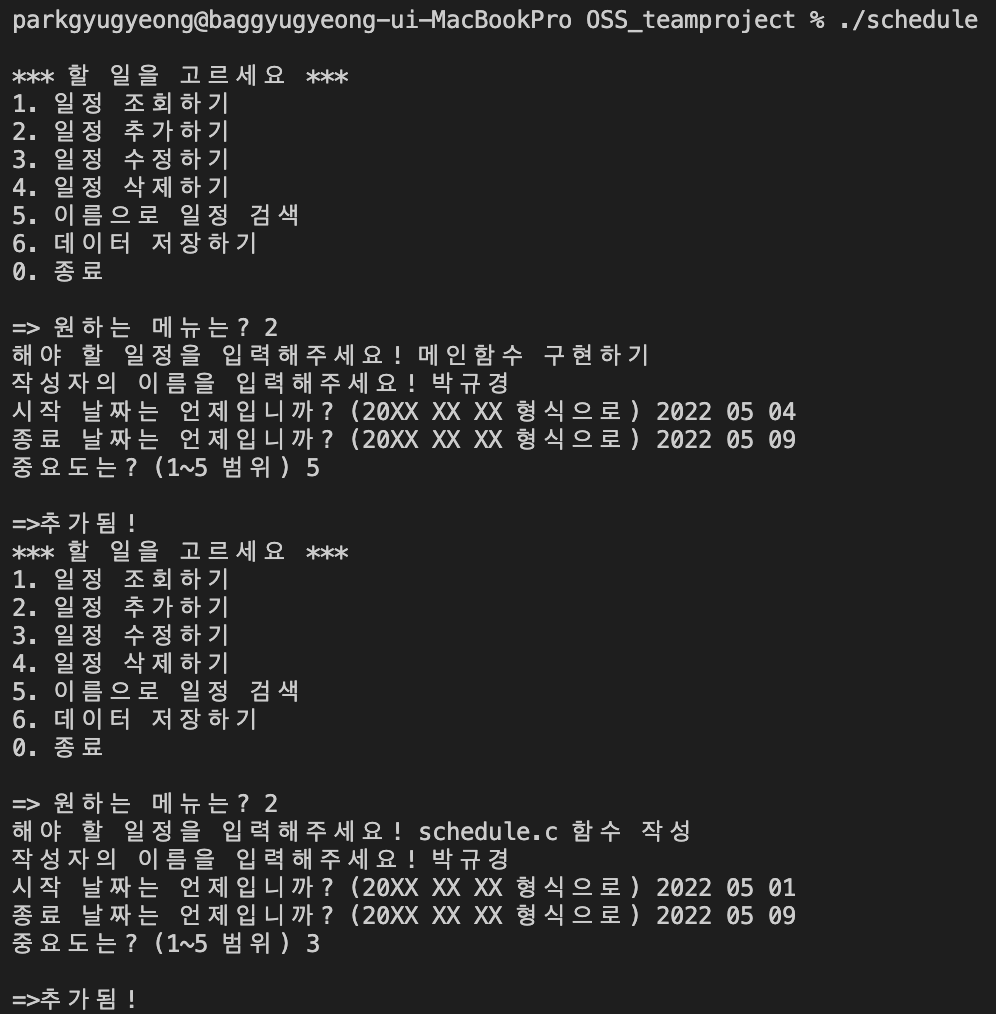 parkgyugyeong@baggyugyeong-ui-MacBookPro OSS_teamproject % ./schedule
*** 할 일을 고르세요 ***
1. 일정 조회하기
2. 일정 추가하기
3. 일정 수정하기
4. 일정 삭제하기
5. 이름으로 일정 검색
6. 데이터 저장하기
0. 종료
=> 원하는 메뉴는? 2
해야 할 일정을 입력해주세요! 메인함수 구현하기
작성자의 이름을 입력해주세요! 박규경
시작 날짜는 언제입니까? (20XX XX XX 형식으로) 2022 05 04
종료 날짜는 언제입니까? (20XX XX XX 형식으로) 2022 05 09
중요도는? (1~5 범위) 5
=>추가됨!
*** 할 일을 고르세요 ***
1. 일정 조회하기
2. 일정 추가하기
3. 일정 수정하기
4. 일정 삭제하기
5. 이름으로 일정 검색
6. 데이터 저장하기
0. 종료
=> 원하는 메뉴는? 2
해야 할 일정을 입력해주세요! schedule.c 함수 작성
작성자의 이름을 입력해주세요! 박규경
시작 날짜는 언제입니까? (20XX XX XX 형식으로) 2022 05 01
종료 날짜는 언제입니까? (20XX XX XX 형식으로) 2022 05 09
중요도는? (1~5 범위) 3
=>추가됨!